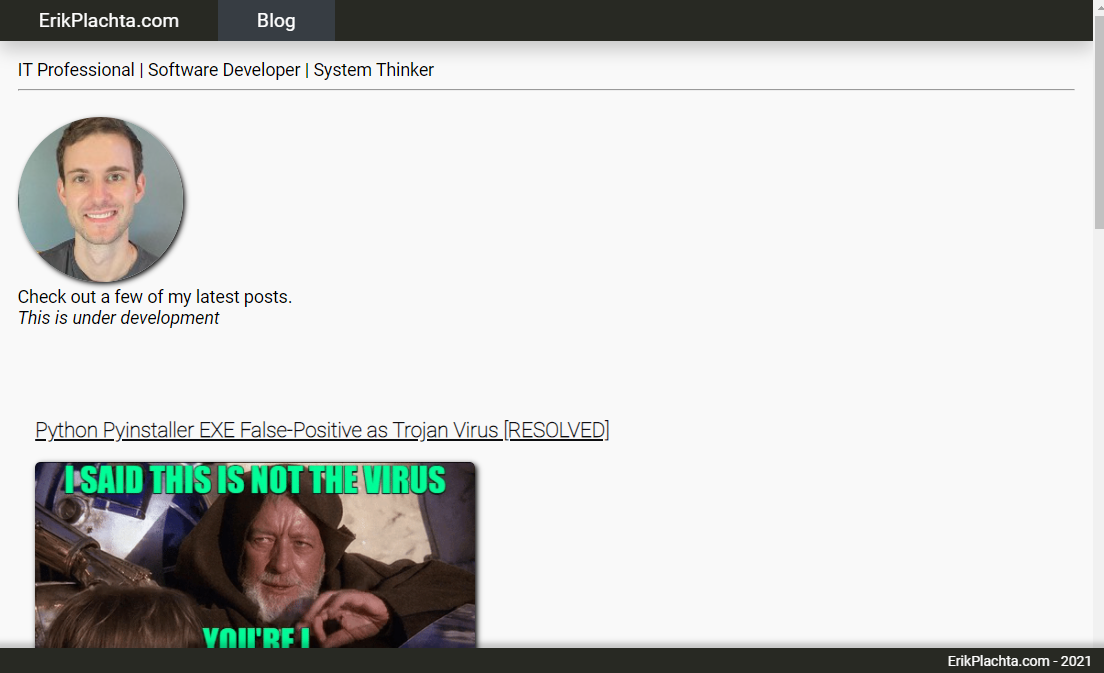 ErikPlachta.com Blog
IT Professional | Software Developer | System Thinker
Check out a few of my latest posts.
This is under development
Python Pyinstaller EXE False-Positive as Trojan Virus [RESOLVED]
I SAID THIS IS NOT THE VIRUS
YOU'RE
ErikPlachta.com - 2021